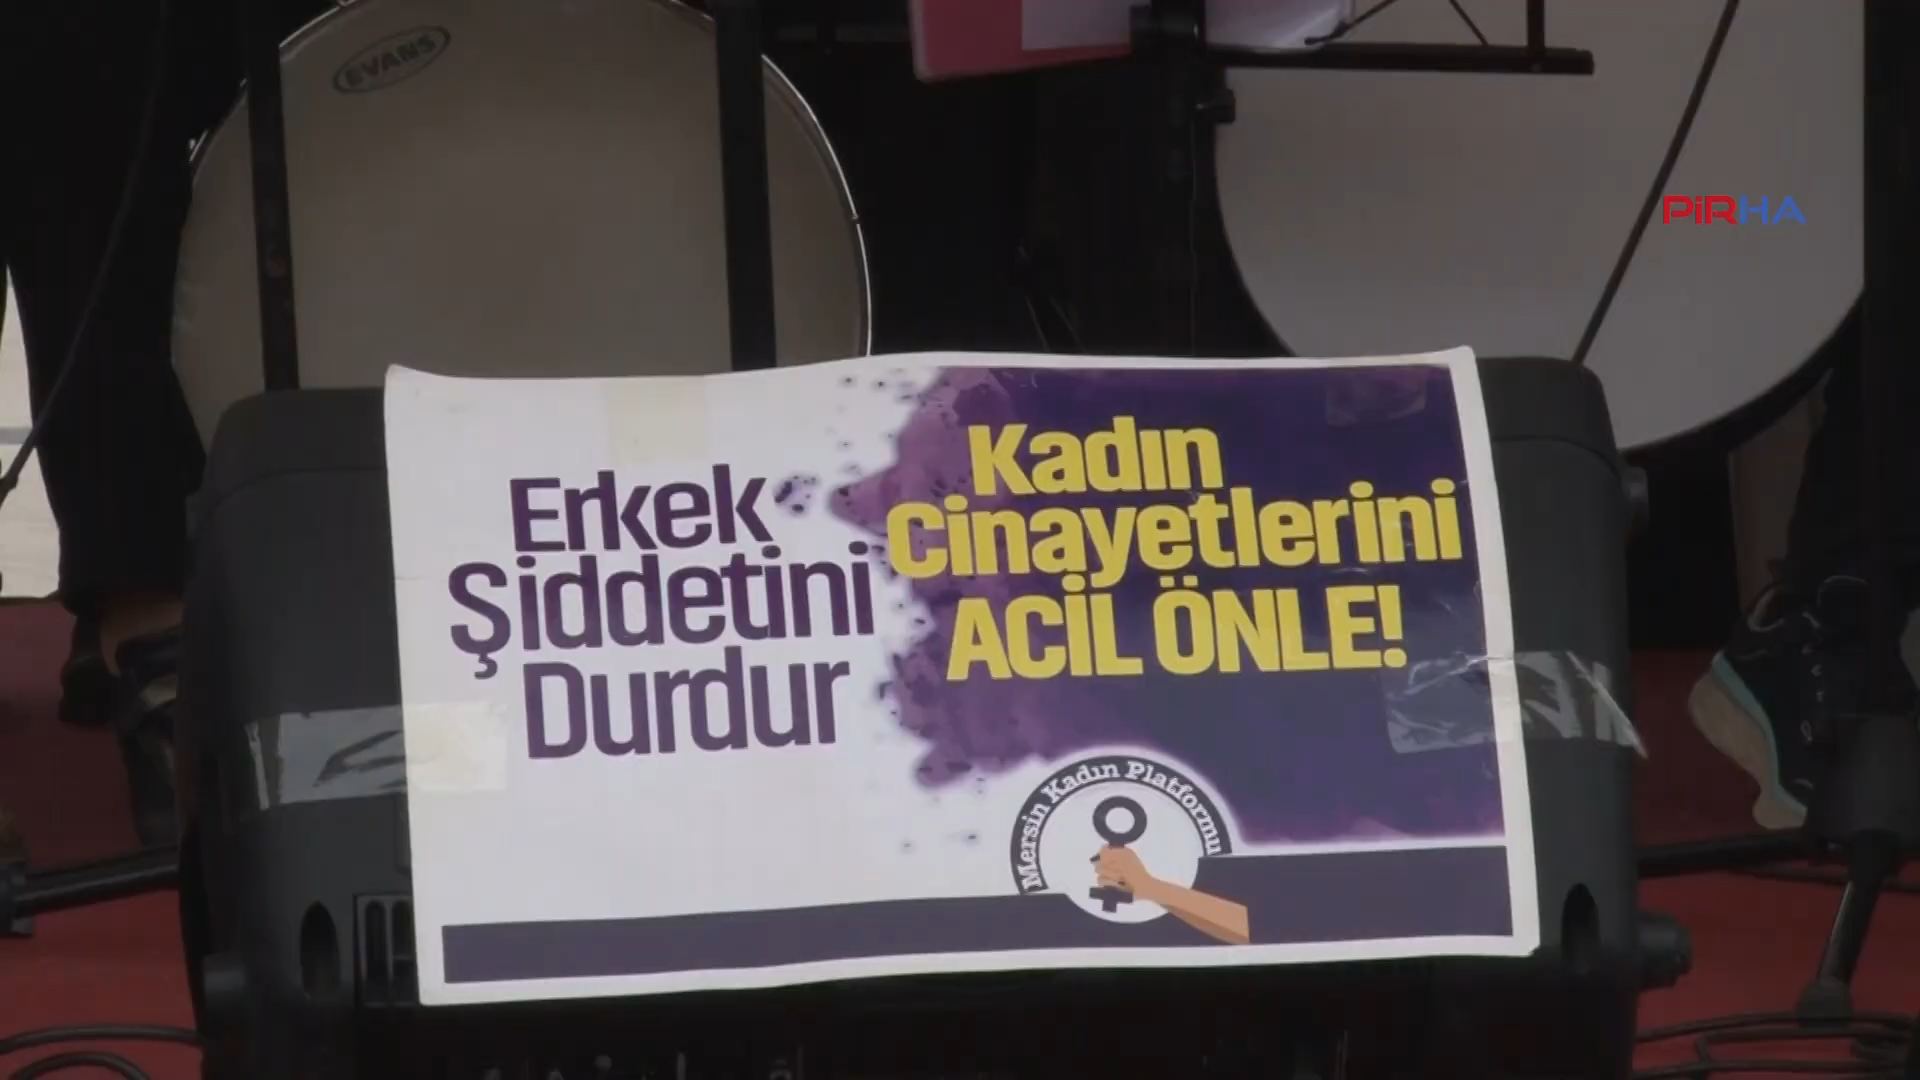 EVANS
PİRHA
Erkek
Şiddetini
Durdur
Kadın
Cinayetlerini
ACİL ÖNLE!
Mersin Kadın Platformu